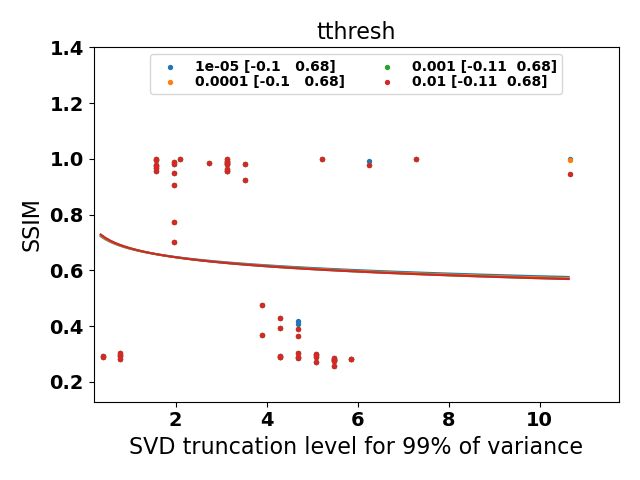 tthresh
1e-05 [-0.1   0.68]
0.0001 [-0.1   0.68]
0.001 [-0.11  0.68]
0.01 [-0.11  0.68]
1.4
1.2
1.0
0.8
0.6
0.4
0.2
SSIM
2 4 6 8 10
SVD truncation level for 99% of variance